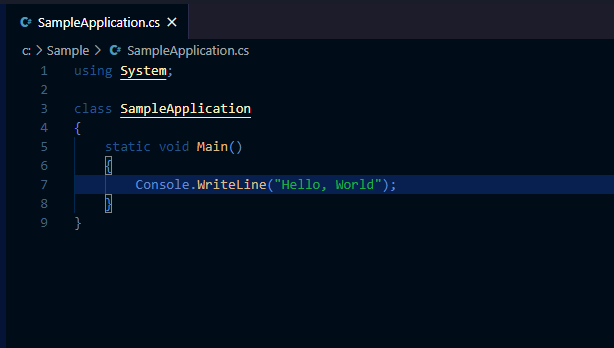 C# SampleApplication.cs ×
c: > Sample > C# SampleApplication.cs
1 using System;
2
3 class SampleApplication
4 {
5     static void Main()
6     {
7         Console.WriteLine("Hello, World");
8     }
9 }